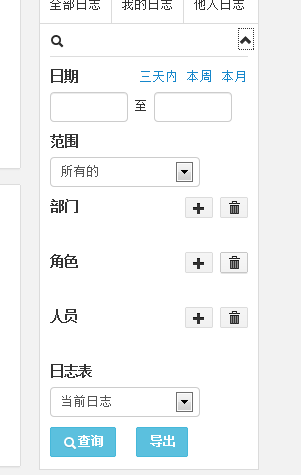 全部日志 我的日志 他人日志
日期 三天内 本周 本月
至
范围
所有的
部门
角色
人员
日志表
当前日志
查询 导出